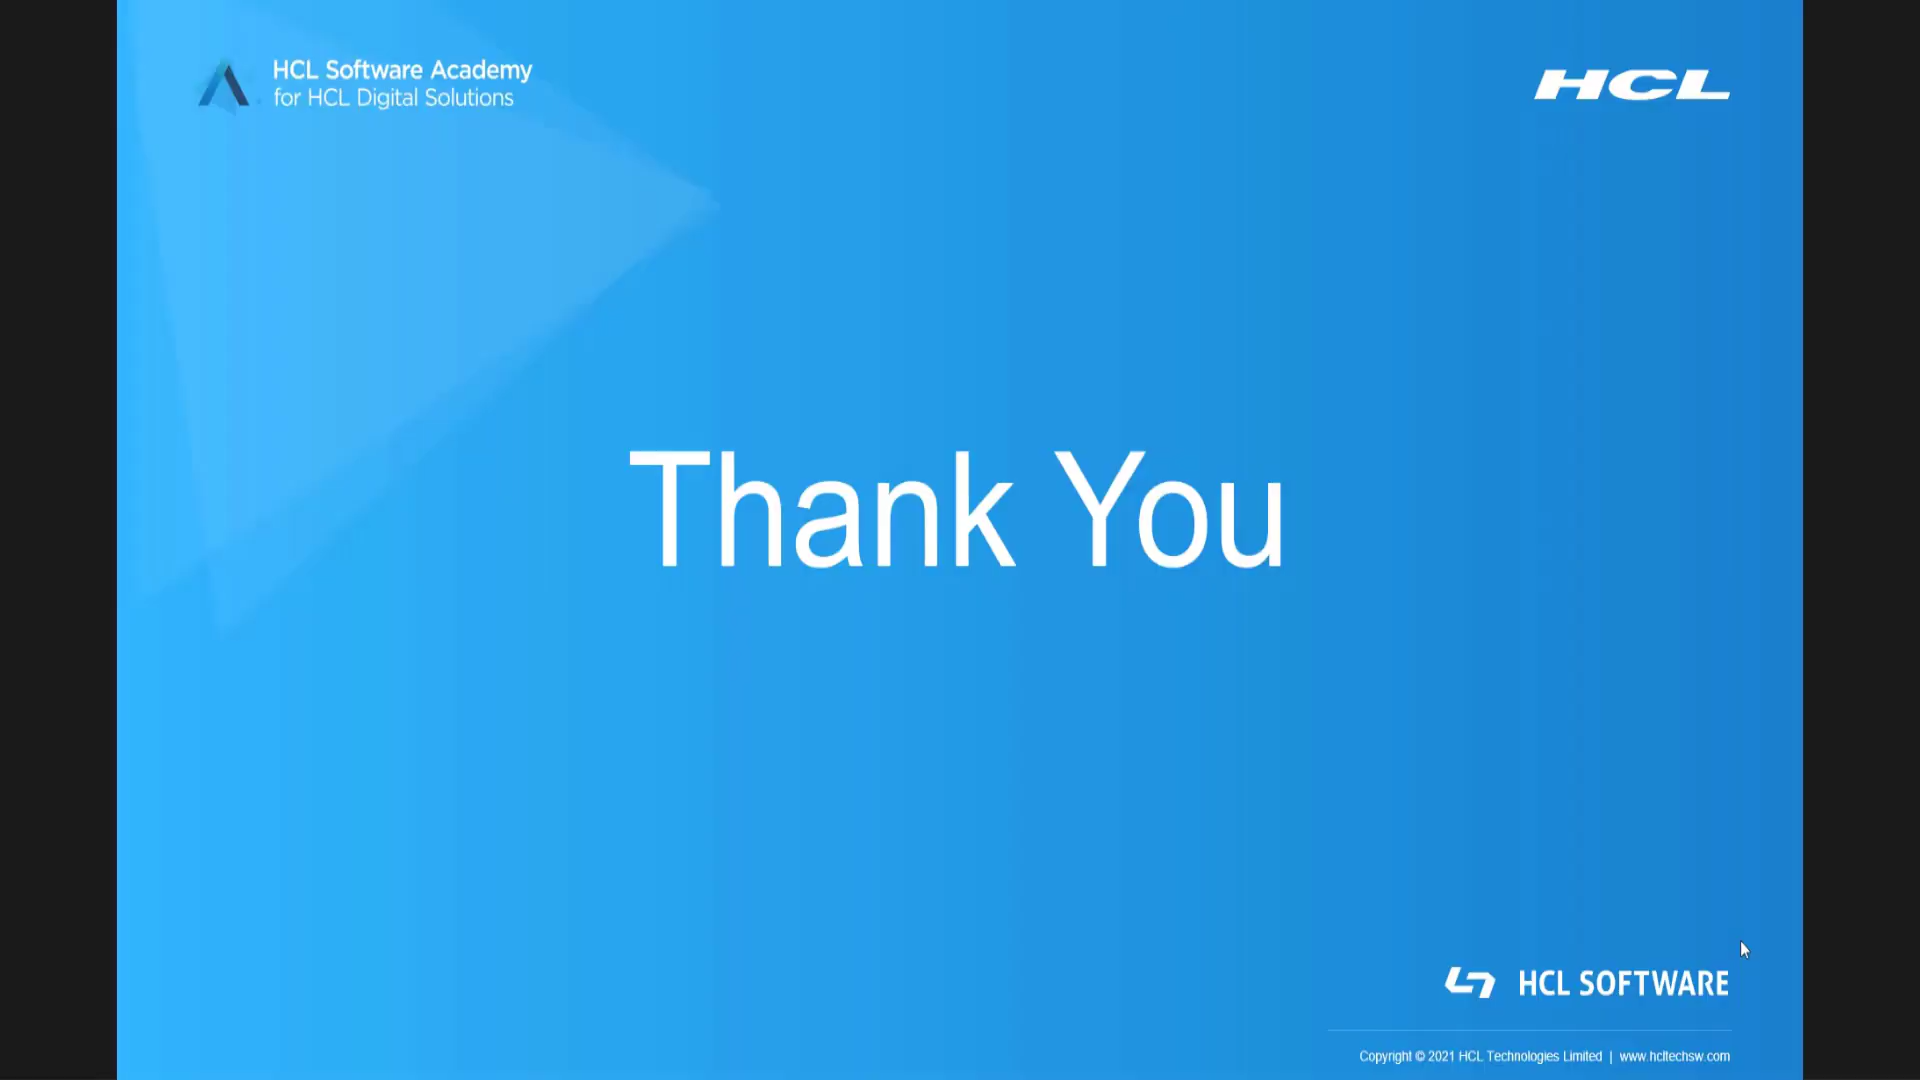 HCL Software Academy
for HCL Digital Solutions
HCL
Thank You
HCL SOFTWARE
Copyright © 2021 HCL Technologies Limited | www.hcltechsw.com